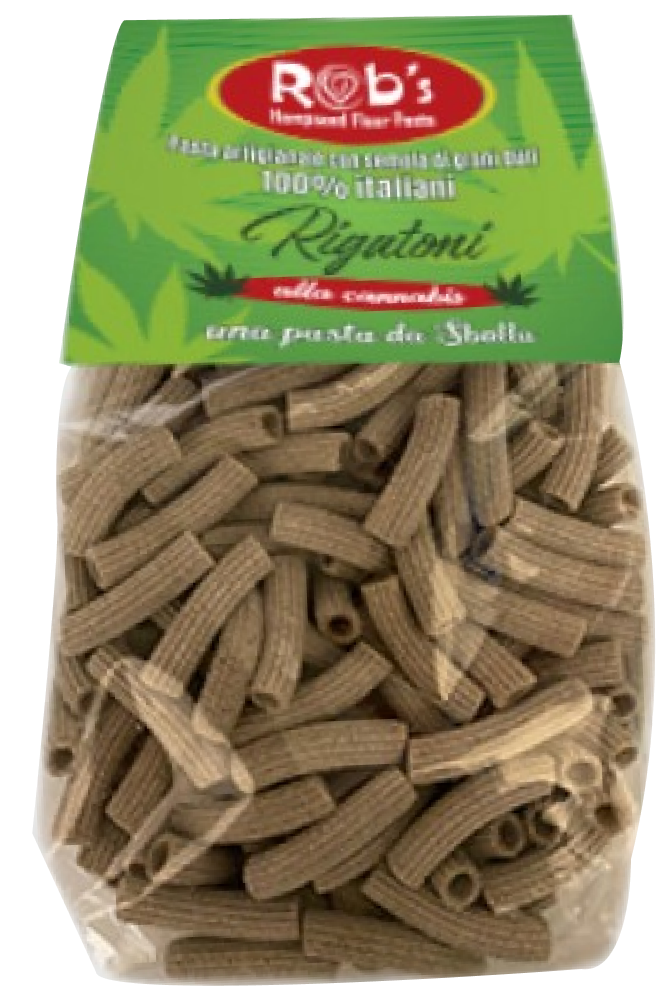 Rob's
Hempseed Flour Pasta
Pasta artigianale con semola di grani duri
100% italiani
Rigatoni
alla cannabis
una pasta da Sballo